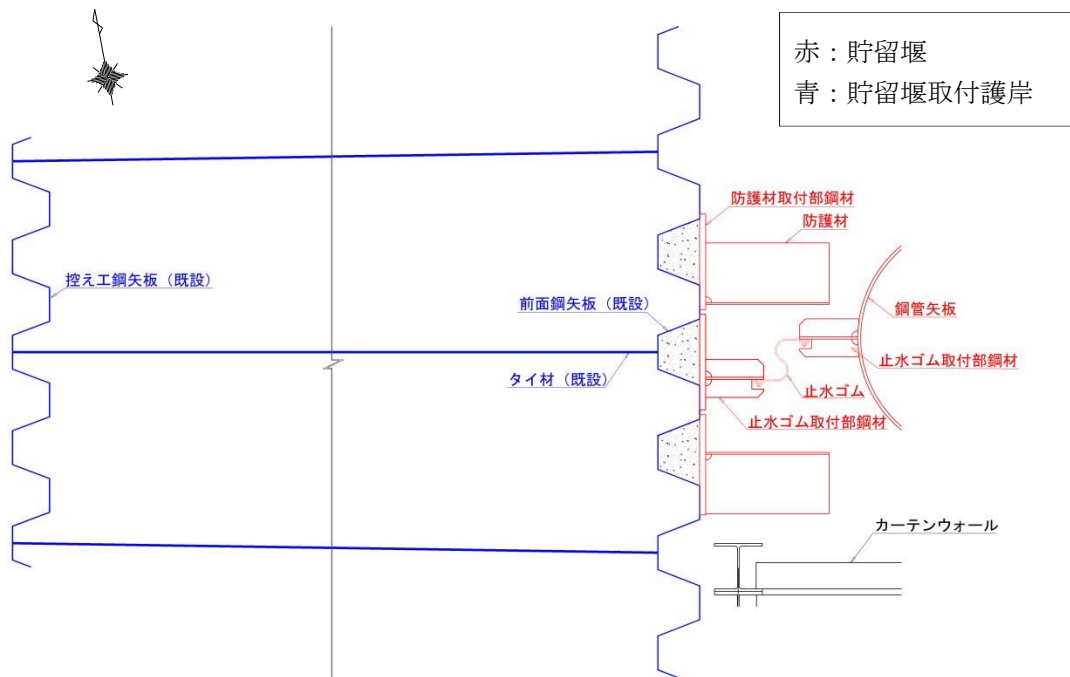 赤：貯留堰
青：貯留堰取付護岸
防護材取付部鋼材
防護材
控え工鋼矢板（既設）
前面鋼矢板（既設）
鋼管矢板
止水ゴム取付部鋼材
タイ材（既設）
止水ゴム
止水ゴム取付部鋼材
カーテンウォール